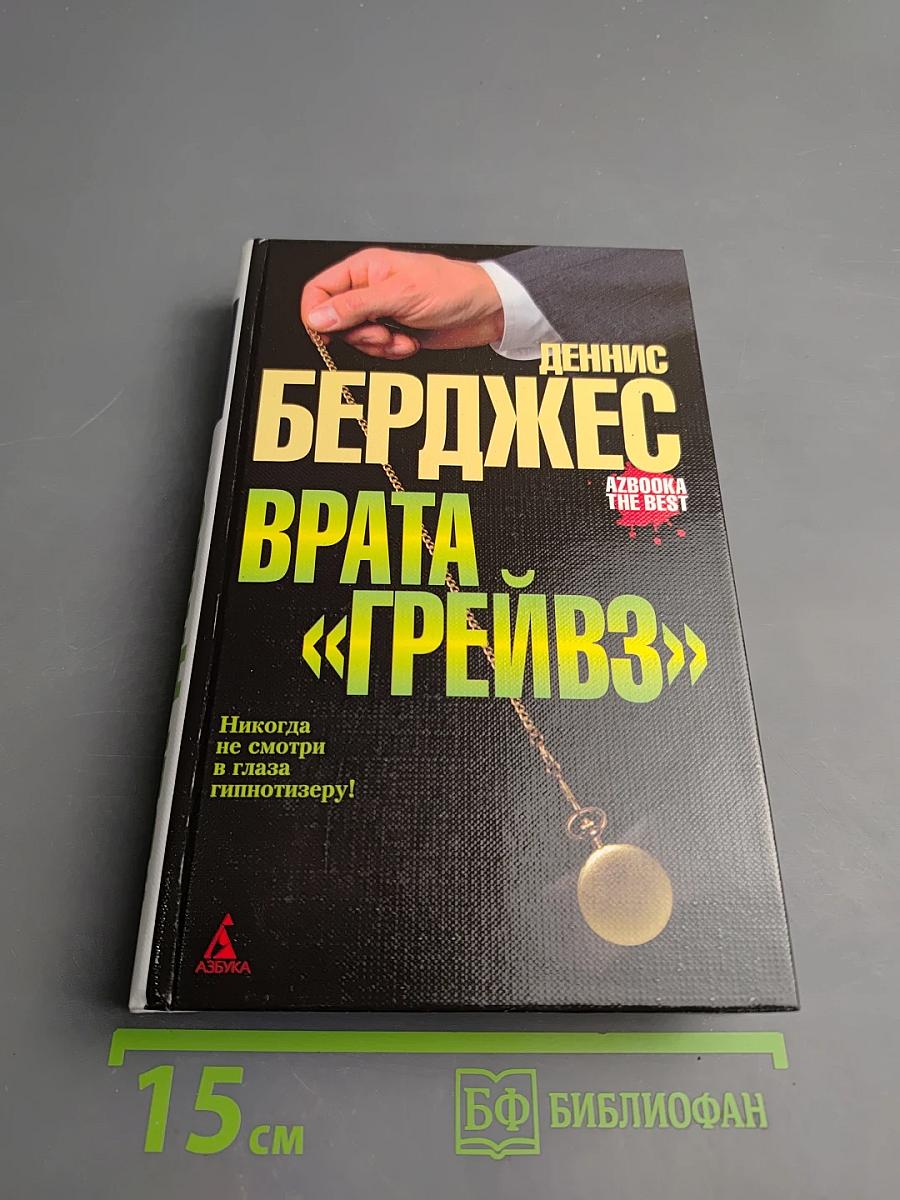 ДЕННИС
БЕРДЖЕС
AZBOOKA
THE BEST
ВРАТА
«ГРЕЙВЗ»
Никогда
не смотри
в глаза
гипнотизеру!
АЗБУКА
15 см
БФ БИБЛИОФАН